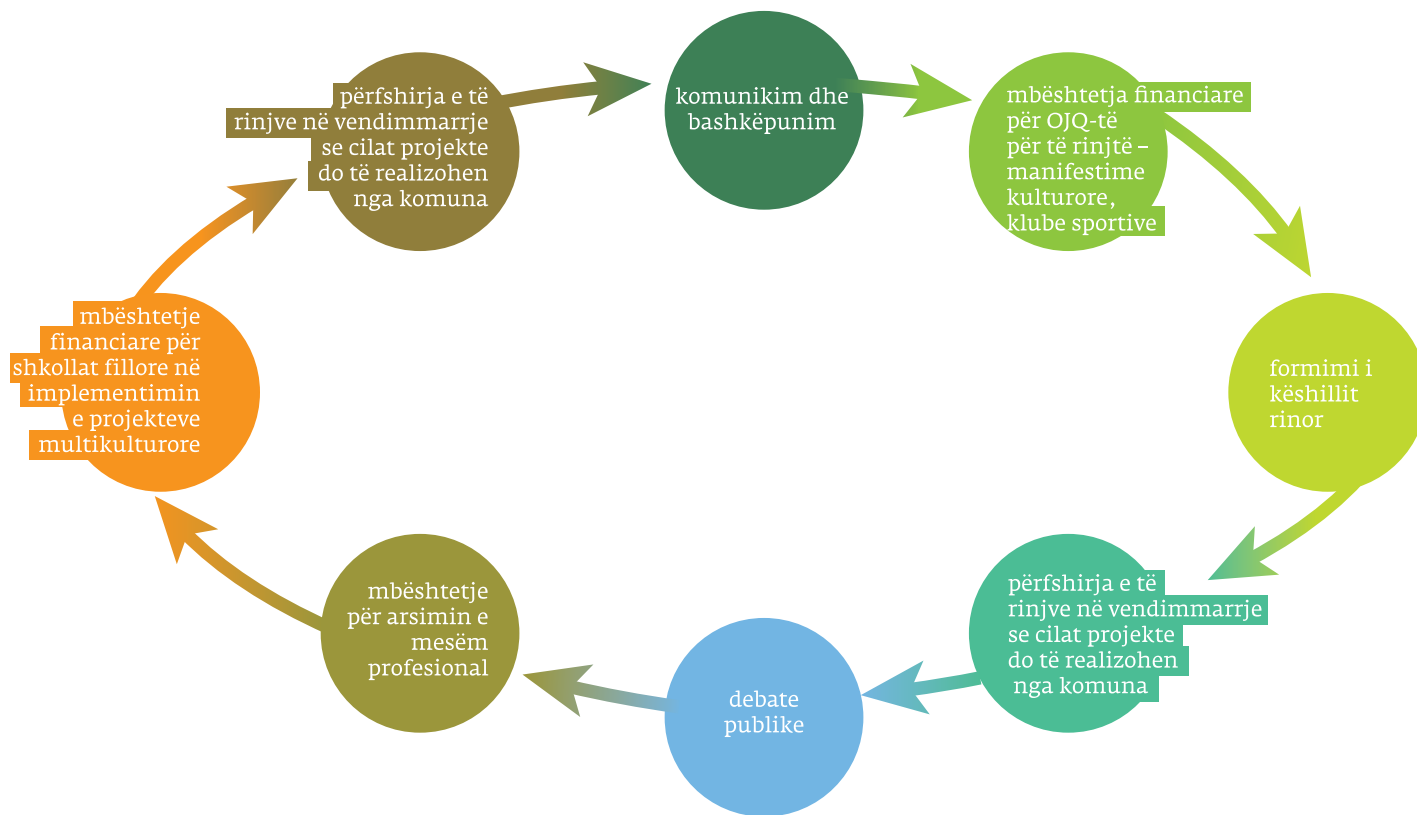 përfshirja e të
rinjve në vendimmarrje
se cilat projekte
do të realizohen
nga komuna
komunikim dhe
bashkëpunim
mbështetja financiare
për OJQ-të
për të rinjtë –
manifestime
kulturore,
klube sportive
formimi i
këshillit
rinor
përfshirja e të
rinjve në vendimmarrje
se cilat projekte
do të realizohen
nga komuna
debate
publike
mbështetje
për arsimin e
mesëm
profesional
mbështetje
financiare për
shkollat fillore në
implementimin
e projekteve
multikulturore